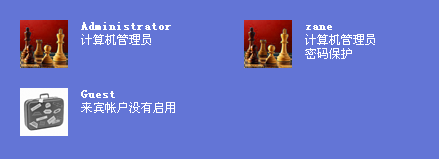 Administrator
计算机管理员
zane
计算机管理员
密码保护
Guest
来宾帐户没有启用